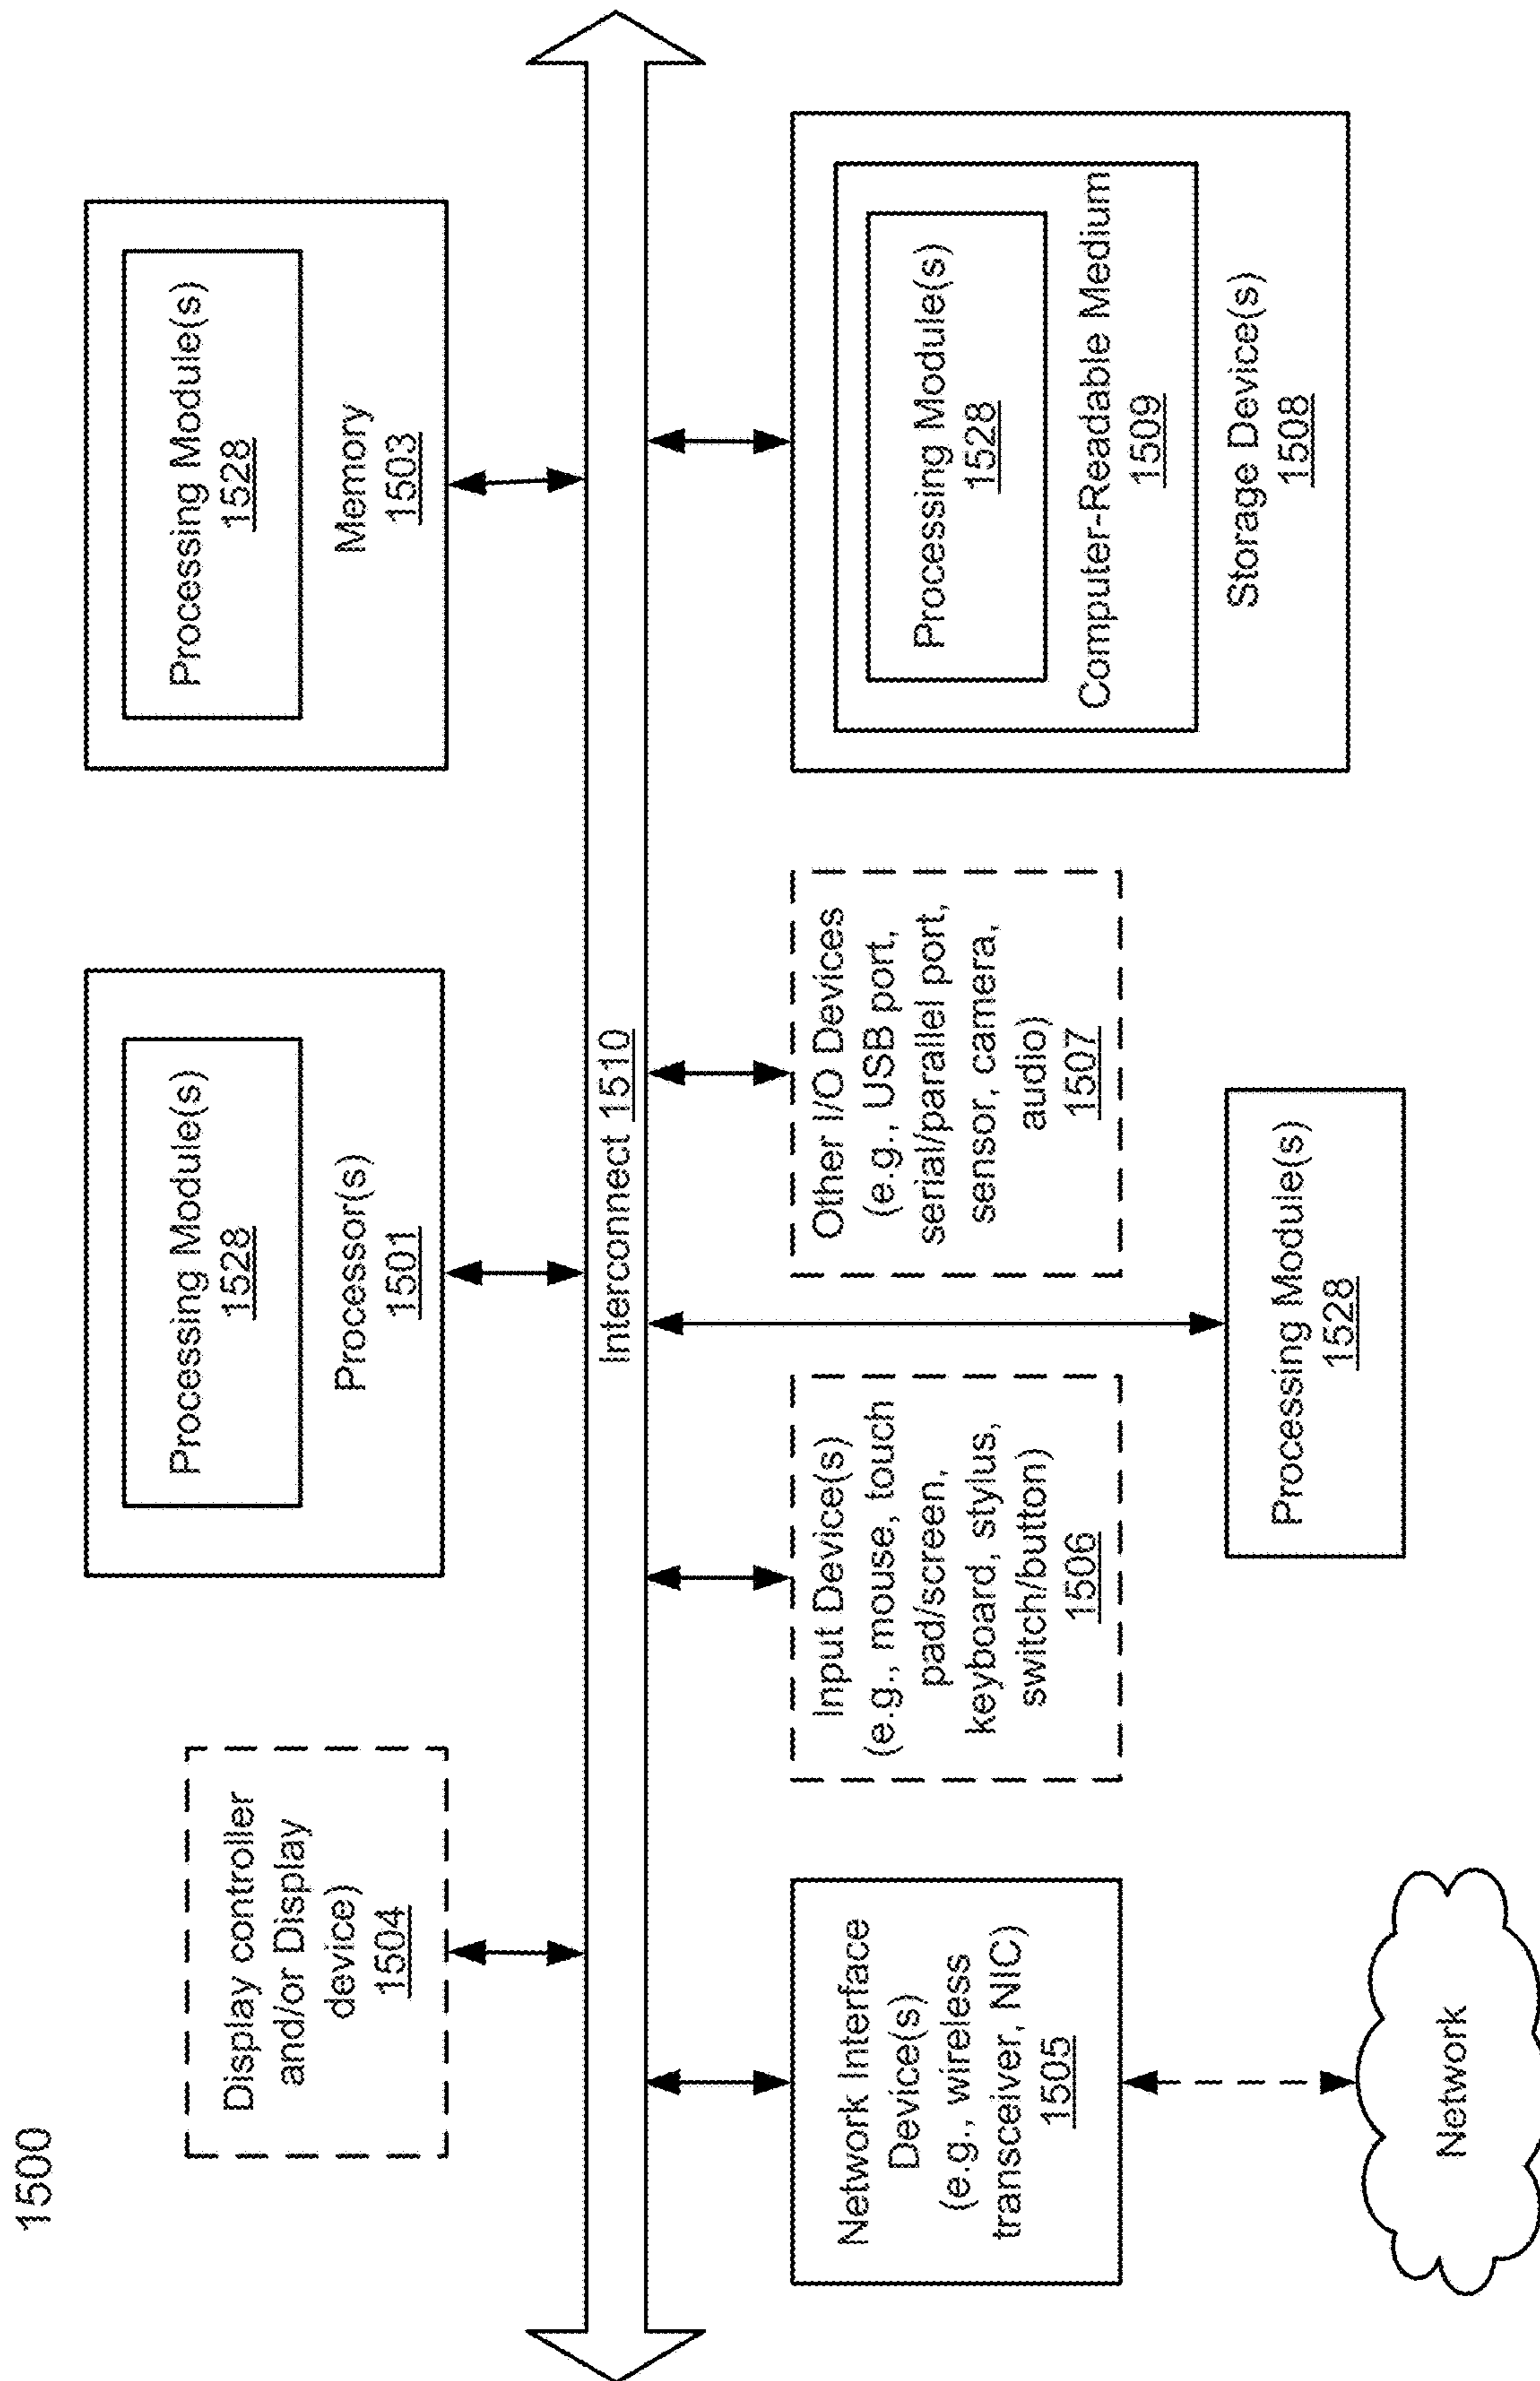 1500
Display controller
and/or Display
device)
1504
Processing Module(s)
1528
Processor(s)
1501
Processing Module(s)
1528
Memory
1503
Interconnect 1510
Network Interface
Device(s)
(e.g., wireless
transceiver, NIC)
1505
Input Device(s)
(e.g., mouse, touch
pad/screen,
keyboard, stylus,
switch/button)
1506
Other I/O Devices
(e.g., USB port,
serial/parallel port,
sensor, camera,
audio)
1507
Processing Module(s)
1528
Computer-Readable Medium
1509
Storage Device(s)
1508
Processing Module(s)
1528
Network